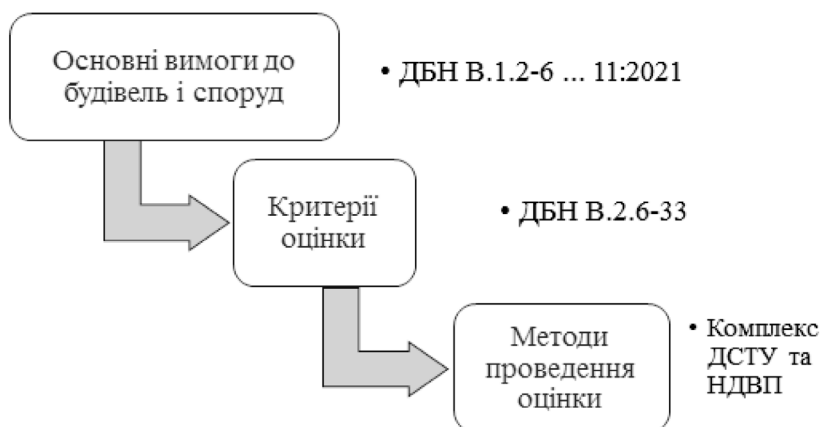 Основні вимоги до
будівель і споруд
• ДБН В.1.2-6 ... 11:2021
Критерії
оцінки
• ДБН В.2.6-33
Методи
проведення
оцінки
• Комплекс
ДСТУ та
НДВП